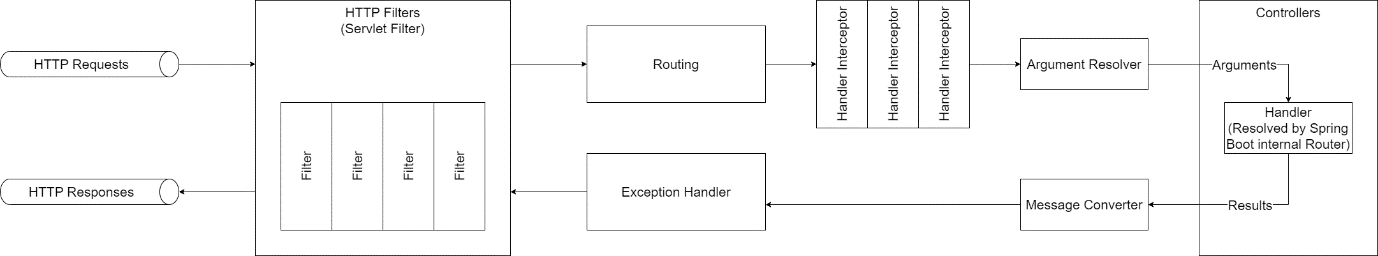 HTTP Requests
HTTP Filters
(Servlet Filter)
Filter
Filter
Filter
Filter
Routing
Handler Interceptor
Handler Interceptor
Handler Interceptor
Argument Resolver
Controllers
Arguments
Handler
(Resolved by Spring
Boot internal Router)
Results
Message Converter
Exception Handler
HTTP Responses